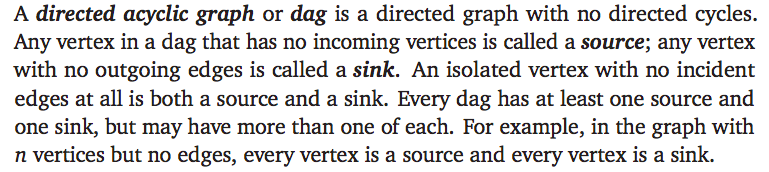 A directed acyclic graph or dag is a directed graph with no directed cycles.
Any vertex in a dag that has no incoming vertices is called a source; any vertex
with no outgoing edges is called a sink. An isolated vertex with no incident
edges at all is both a source and a sink. Every dag has at least one source and
one sink, but may have more than one of each. For example, in the graph with
n vertices but no edges, every vertex is a source and every vertex is a sink.